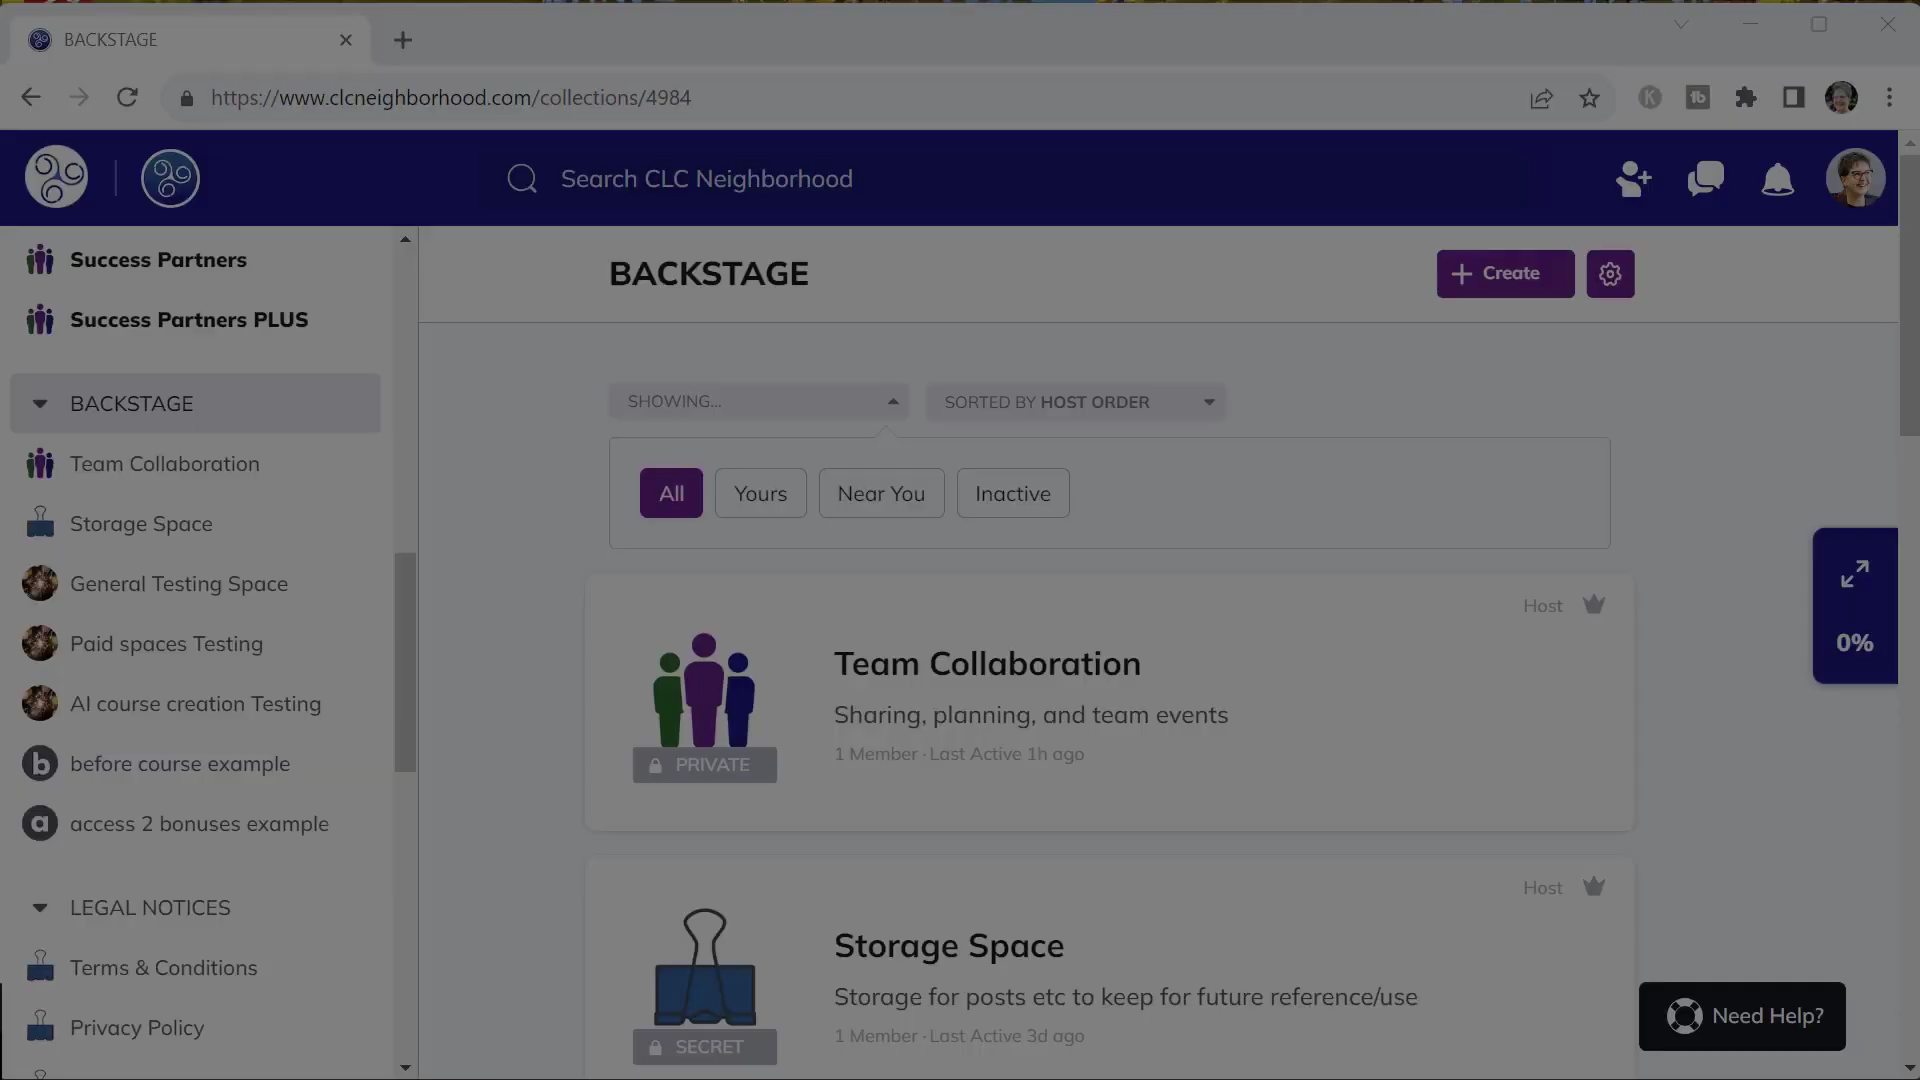 BACKSTAGE
https://www.clcneighborhood.com/collections/4984
K
tb
Search CLC Neighborhood
Success Partners
Success Partners PLUS
BACKSTAGE
Team Collaboration
Storage Space
General Testing Space
Paid spaces Testing
AI course creation Testing
b
before course example
a
access 2 bonuses example
LEGAL NOTICES
Terms & Conditions
Privacy Policy
BACKSTAGE
+ Create
SHOWING...
SORTED BY HOST ORDER
All
Yours
Near You
Inactive
Host
Team Collaboration
Sharing, planning, and team events
1 Member · Last Active 1h ago
PRIVATE
0%
Host
Storage Space
Storage for posts etc to keep for future reference/use
1 Member · Last Active 3d ago
SECRET
Need Help?